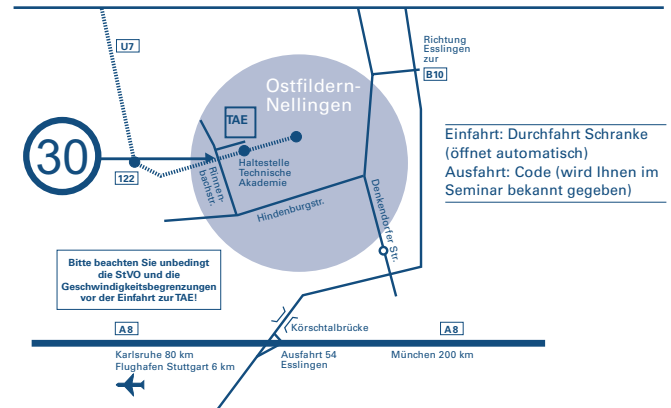 U7
Richtung
Esslingen
zur
B10
Ostfildern-
Nellingen
TAE
30
122
Haltestelle
Technische
Akademie
Rinnen-
bachstr.
Hindenburgstr.
Denkendorfer Str.
Einfahrt: Durchfahrt Schranke
(öffnet automatisch)
Ausfahrt: Code (wird Ihnen im
Seminar bekannt gegeben)
Bitte beachten Sie unbedingt
die StVO und die
Geschwindigkeitsbegrenzungen
vor der Einfahrt zur TAE!
Körschtalbrücke
A8
A8
Karlsruhe 80 km
Flughafen Stuttgart 6 km
Ausfahrt 54
Esslingen
München 200 km